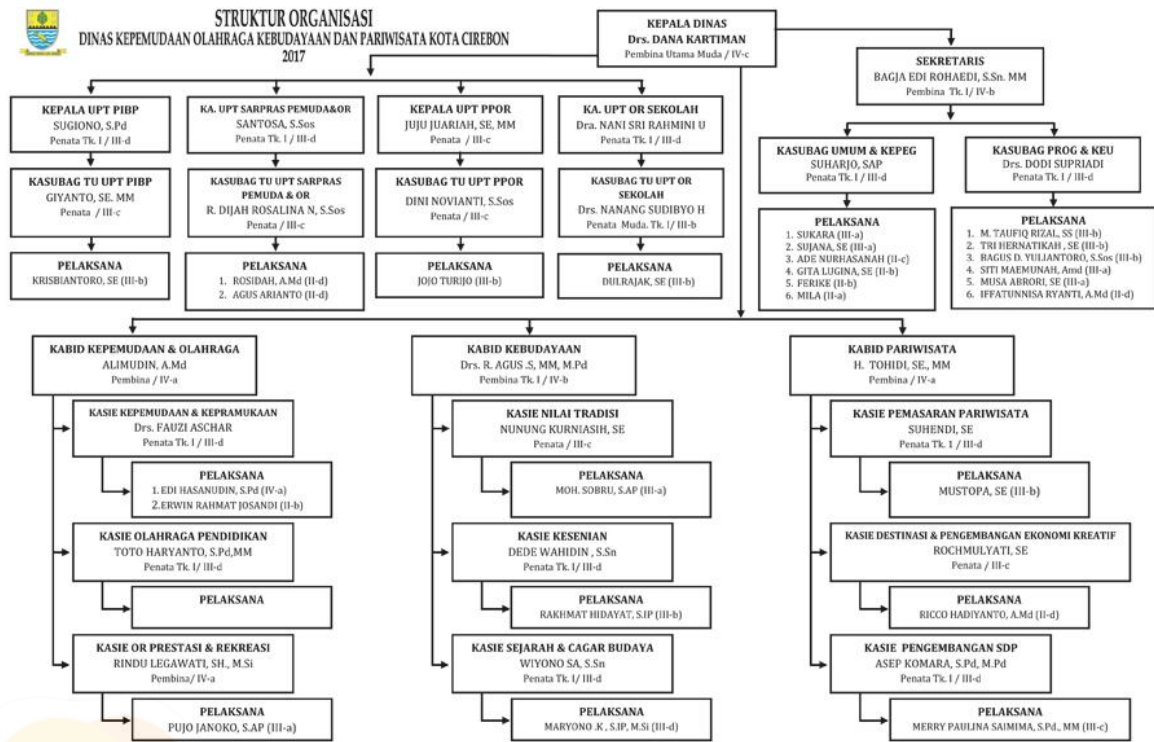 STRUKTUR ORGANISASI
DINAS KEPEMUDAAN OLAHRAGA KEBUDAYAAN DAN PARIWISATA KOTA CIREBON
2017
KEPALA DINAS
Drs. DANA KARTIMAN
Pembina Utama Muda / IV-c
SEKRETARIS
BAGJA EDI ROHAEDI, S.Sn. MM
Pembina Tk. I/ IV-b
KEPALA UPT PIBP
SUGIONO, S.Pd
Penata Tk. I / III-d
KA. UPT SARPRAS PEMUDA&OR
SANTOSA, S.Sos
Penata Tk. I / III-d
KEPALA UPT PPOR
JUJU JUARIAH, SE, MM
Penata / III-c
KA. UPT OR SEKOLAH
Dra. NANI SRI RAHMINI U
Penata Tk. I / III-d
KASUBAG UMUM & KEPEG
SUHARJO, SAP
Penata Tk. I / III-d
KASUBAG PROG & KEU
Drs. DODI SUPRIADI
Penata Tk. I / III-d
KASUBAG TU UPT PIBP
GIYANTO, SE. MM
Penata / III-c
KASUBAG TU UPT SARPRAS
PEMUDA & OR
R. DIJAH ROSALINA N, S.Sos
Penata / III-c
KASUBAG TU UPT PPOR
DINI NOVIANTI, S.Sos
Penata / III-c
KASUBAG TU UPT OR
SEKOLAH
Drs. NANANG SUDIBYO H
Penata Muda. Tk. I/ III-b
PELAKSANA
1. SUKARA (III-a)
2. SUJANA, SE (III-a)
3. ADE NURHASANAH (II-c)
4. GITA LUGINA, SE (II-b)
5. FERIKE (II-b)
6. MILA (II-a)
PELAKSANA
1. M. TAUFIQ RIZAL, SS (III-b)
2. TRI HERNATIKAH , SE (III-b)
3. BAGUS D. YULIANTORO, S.Sos (III-b)
4. SITI MAEMUNAH, Amd (III-a)
5. MUSA ABRORI, SE (III-a)
6. IFFATUNNISA RYANTI, A.Md (II-d)
PELAKSANA
KRISBIANTORO, SE (III-b)
PELAKSANA
1. ROSIDAH, A.Md (II-d)
2. AGUS ARIANTO (II-d)
PELAKSANA
JOJO TURIJO (III-b)
PELAKSANA
DULRAJAK, SE (III-b)
KABID KEPEMUDAAN & OLAHRAGA
ALIMUDIN, A.Md
Pembina / IV-a
KABID KEBUDAYAAN
Drs. R. AGUS .S, MM, M.Pd
Pembina Tk. I/ IV-b
KABID PARIWISATA
H. TOHIDI, SE., MM
Pembina / IV-a
KASIE KEPEMUDAAN & KEPRAMUKAAN
Drs. FAUZI ASCHAR
Penata Tk. I / III-d
KASIE NILAI TRADISI
NUNUNG KURNIASIH, SE
Penata / III-c
KASIE PEMASARAN PARIWISATA
SUHENDI, SE
Penata Tk. 1 / III-d
PELAKSANA
1. EDI HASANUDIN, S.Pd (IV-a)
2.ERWIN RAHMAT JOSANDI (II-b)
PELAKSANA
MOH. SOBRU, S.AP (III-a)
PELAKSANA
MUSTOPA, SE (III-b)
KASIE OLAHRAGA PENDIDIKAN
TOTO HARYANTO, S.Pd,MM
Penata Tk. I/ III-d
KASIE KESENIAN
DEDE WAHIDIN , S.Sn
Penata Tk. I/ III-d
KASIE DESTINASI & PENGEMBANGAN EKONOMI KREATIF
ROCHMULYATI, SE
Penata / III-c
PELAKSANA
PELAKSANA
RAKHMAT HIDAYAT, S.IP (III-b)
PELAKSANA
RICCO HADIYANTO, A.Md (II-d)
KASIE OR PRESTASI & REKREASI
RINDU LEGAWATI, SH., M.Si
Pembina/ IV-a
KASIE SEJARAH & CAGAR BUDAYA
WIYONO SA, S.Sn
Penata Tk. I/ III-d
KASIE PENGEMBANGAN SDP
ASEP KOMARA, S.Pd, M.Pd
Penata Tk. I / III-d
PELAKSANA
PUJO JANOKO, S.AP (III-a)
PELAKSANA
MARYONO .K , S.IP, M.Si (III-d)
PELAKSANA
MERRY PAULINA SAIMIMA, S.Pd., MM (III-c)